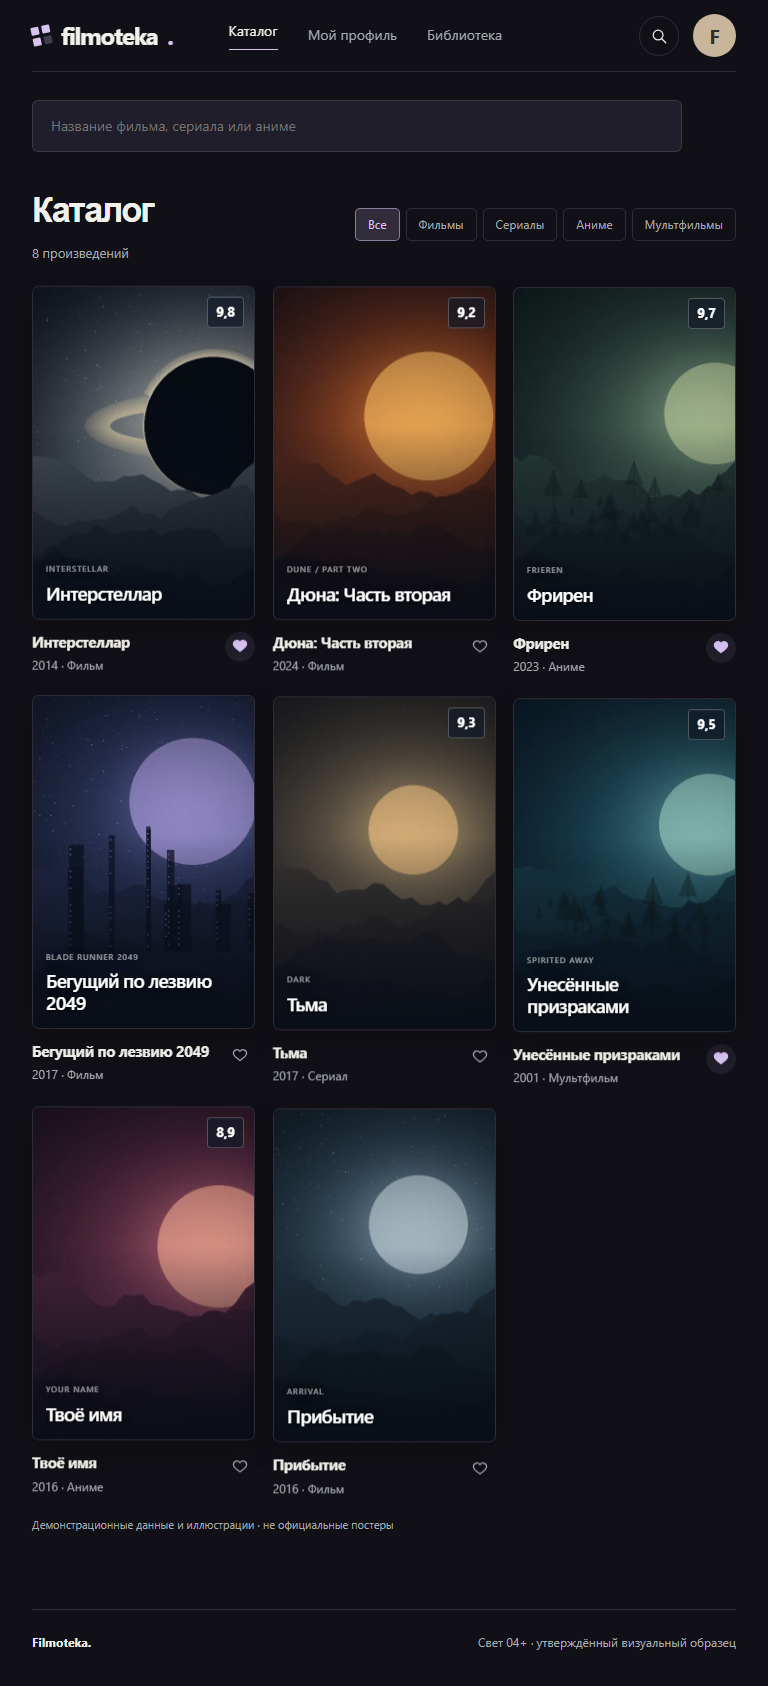 filmoteka.
Каталог Мой профиль Библиотека F
Название фильма, сериала или аниме
Каталог
8 произведений
Все Фильмы Сериалы Аниме Мультфильмы
9,8
INTERSTELLAR
Интерстеллар
Интерстеллар
2014 · Фильм
9,2
DUNE / PART TWO
Дюна: Часть вторая
Дюна: Часть вторая
2024 · Фильм
9,7
FRIEREN
Фрирен
Фрирен
2023 · Аниме
BLADE RUNNER 2049
Бегущий по лезвию
2049
Бегущий по лезвию 2049
2017 · Фильм
9,3
DARK
Тьма
Тьма
2017 · Сериал
9,5
SPIRITED AWAY
Унесённые
призраками
Унесённые призраками
2001 · Мультфильм
8,9
YOUR NAME
Твоё имя
Твоё имя
2016 · Аниме
ARRIVAL
Прибытие
Прибытие
2016 · Фильм
Демонстрационные данные и иллюстрации · не официальные постеры
Filmoteka.
Свет 04+ · утверждённый визуальный образец